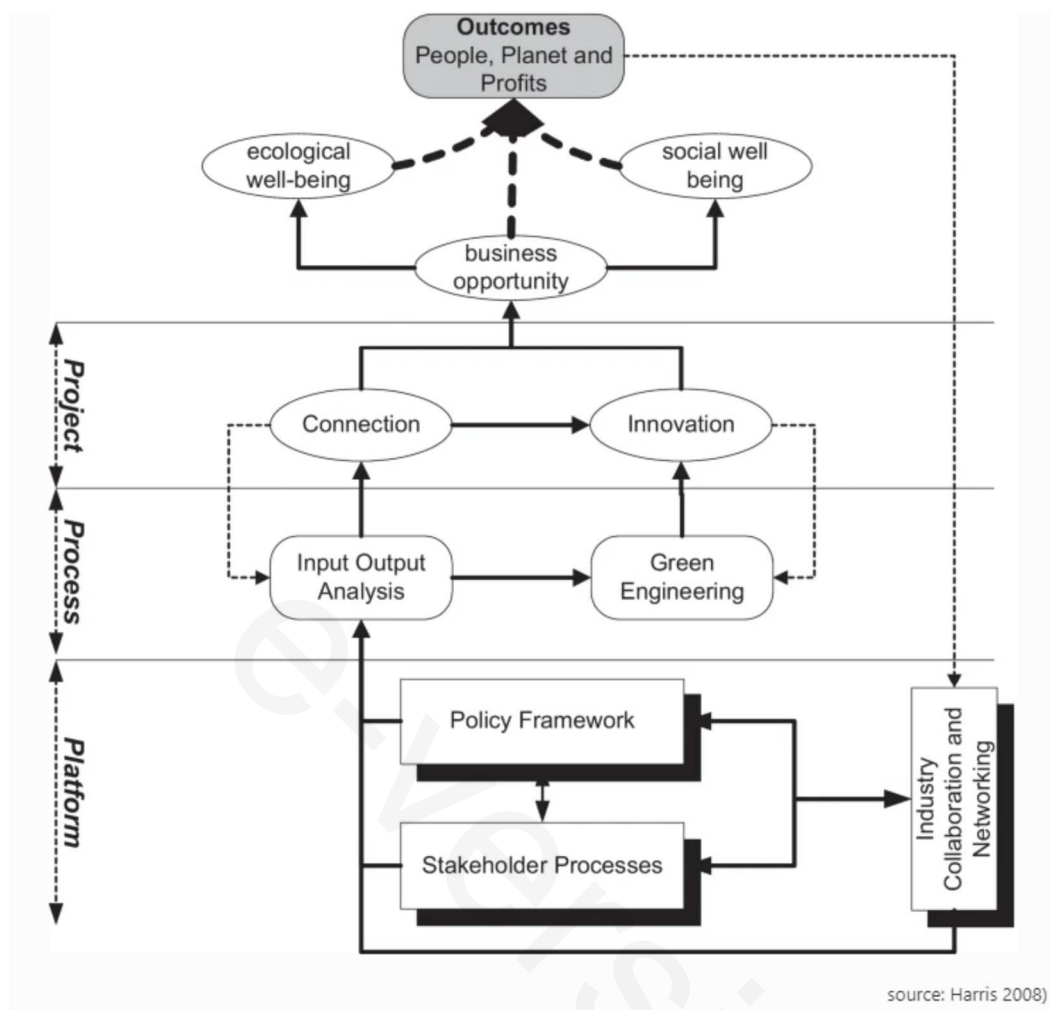 Outcomes
People, Planet and
Profits
ecological
well-being
social well
being
business
opportunity
Project
Connection
Innovation
Process
Input Output
Analysis
Green
Engineering
Platform
Policy Framework
Stakeholder Processes
Industry
Collaboration and
Networking
e-vers
source: Harris 2008)